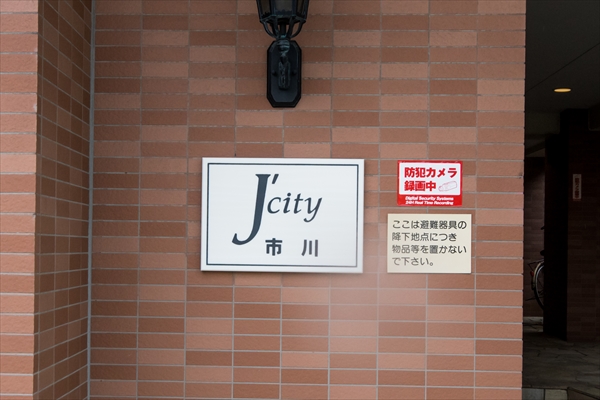 J'city
市川
防犯カメラ
録画中
Digital Security Systems
24H Real Time Recording
ここは避難器具の
降下地点につき
物品等を置かない
で下さい。